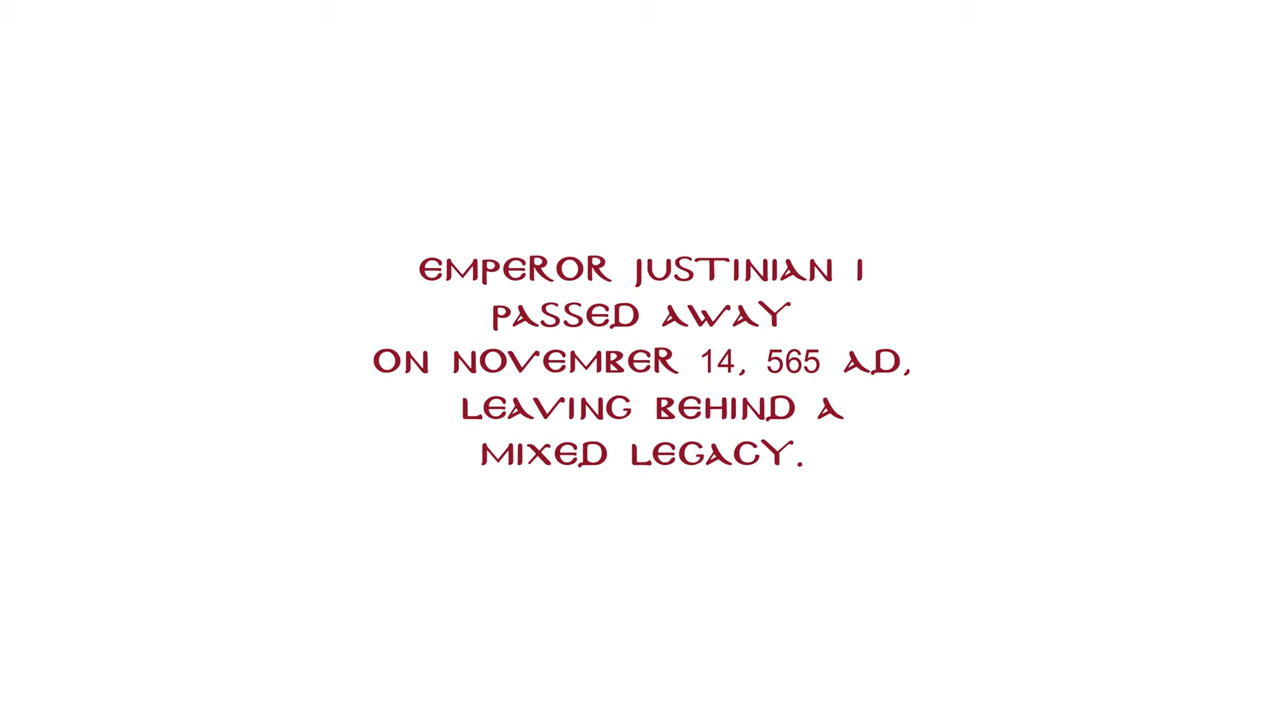 EMPEROR JUSTINIAN I
PASSED AWAY
ON NOVEMBER 14, 565 AD,
LEAVING BEHIND A
MIXED LEGACY.